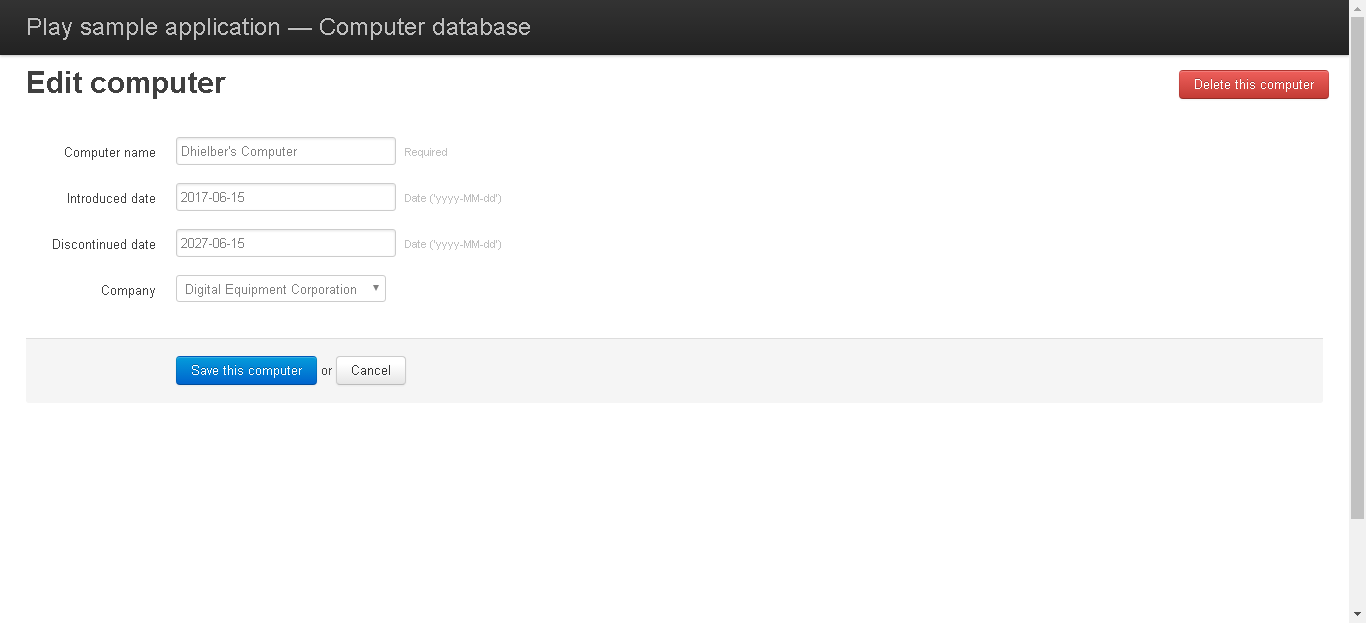 Play sample application — Computer database
Edit computer
Delete this computer
Computer name Dhielber's Computer Required
Introduced date 2017-06-15 Date ('yyyy-MM-dd')
Discontinued date 2027-06-15 Date ('yyyy-MM-dd')
Company Digital Equipment Corporation
Save this computer or Cancel